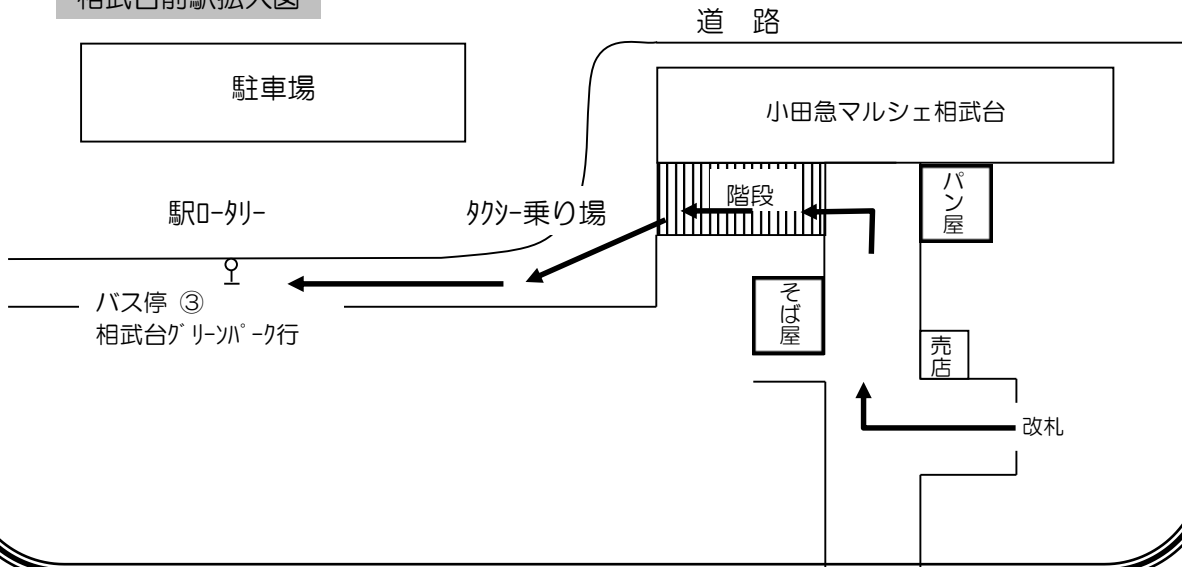 相武台前駅拡大図
道 路
駐車場
小田急マルシェ相武台
パン屋
階段
駅ﾛｰﾀﾘｰ
ﾀｸｼｰ乗り場
バス停 ③
相武台ｸﾞﾘｰﾝﾊﾟｰｸ行
そば屋
売店
改札